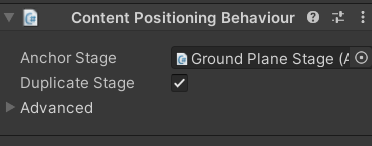 Content Positioning Behaviour
Anchor Stage Ground Plane Stage (A
Duplicate Stage
Advanced